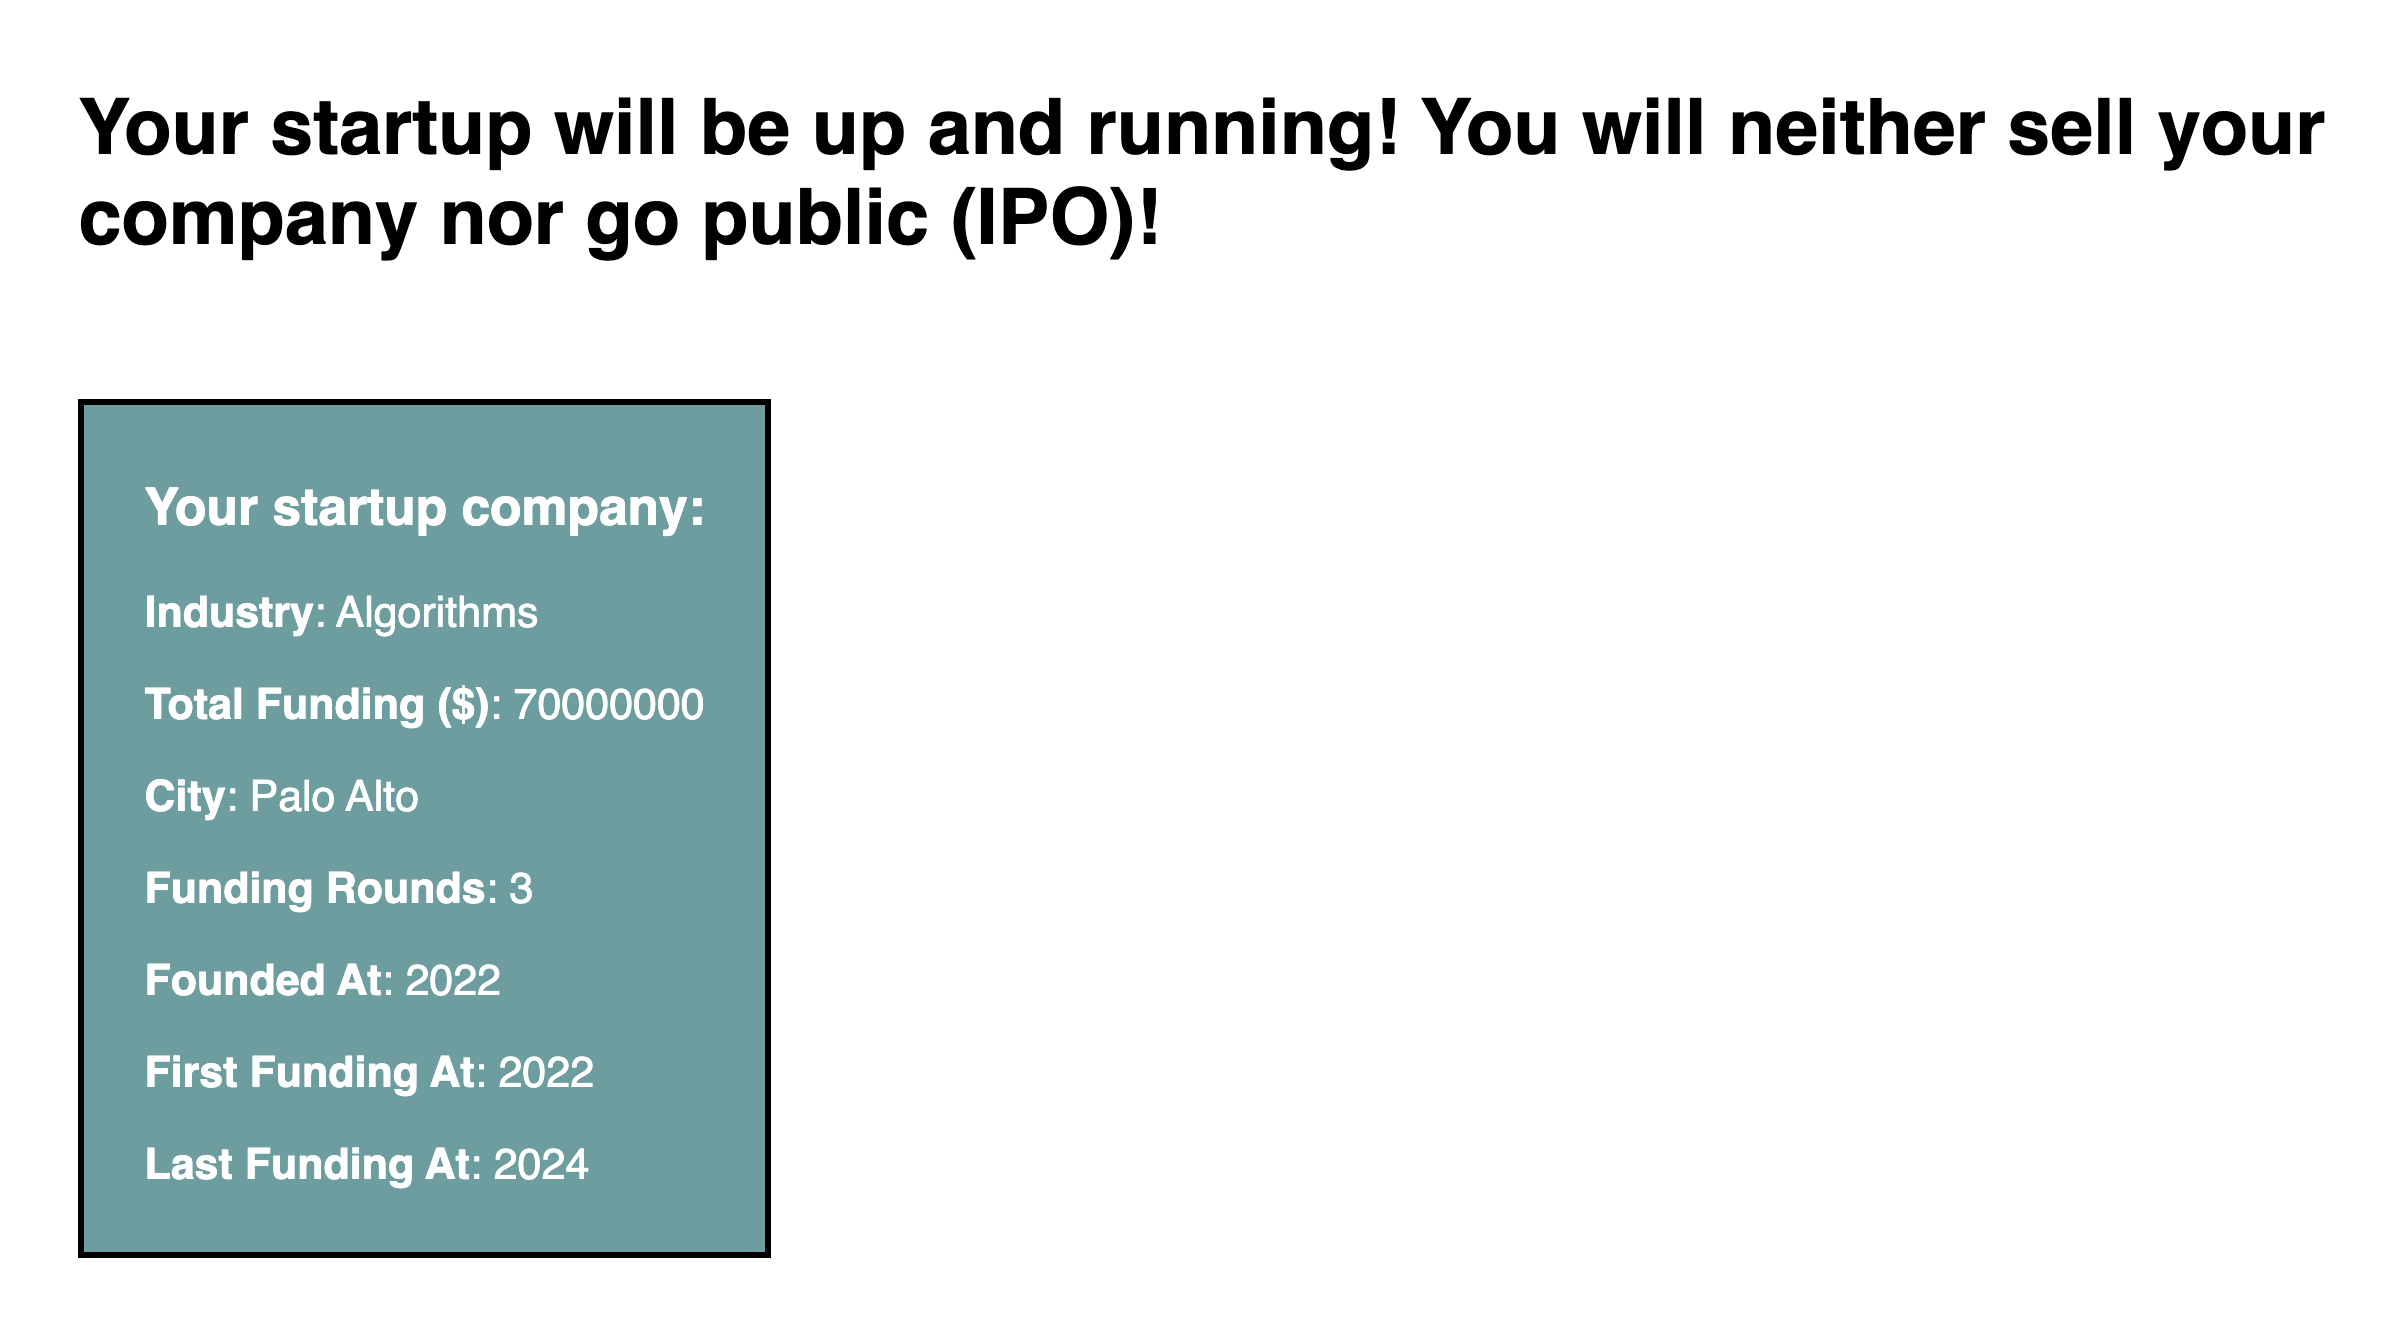 Your startup will be up and running! You will neither sell your
company nor go public (IPO)!
Your startup company:
Industry: Algorithms
Total Funding ($): 70000000
City: Palo Alto
Funding Rounds: 3
Founded At: 2022
First Funding At: 2022
Last Funding At: 2024